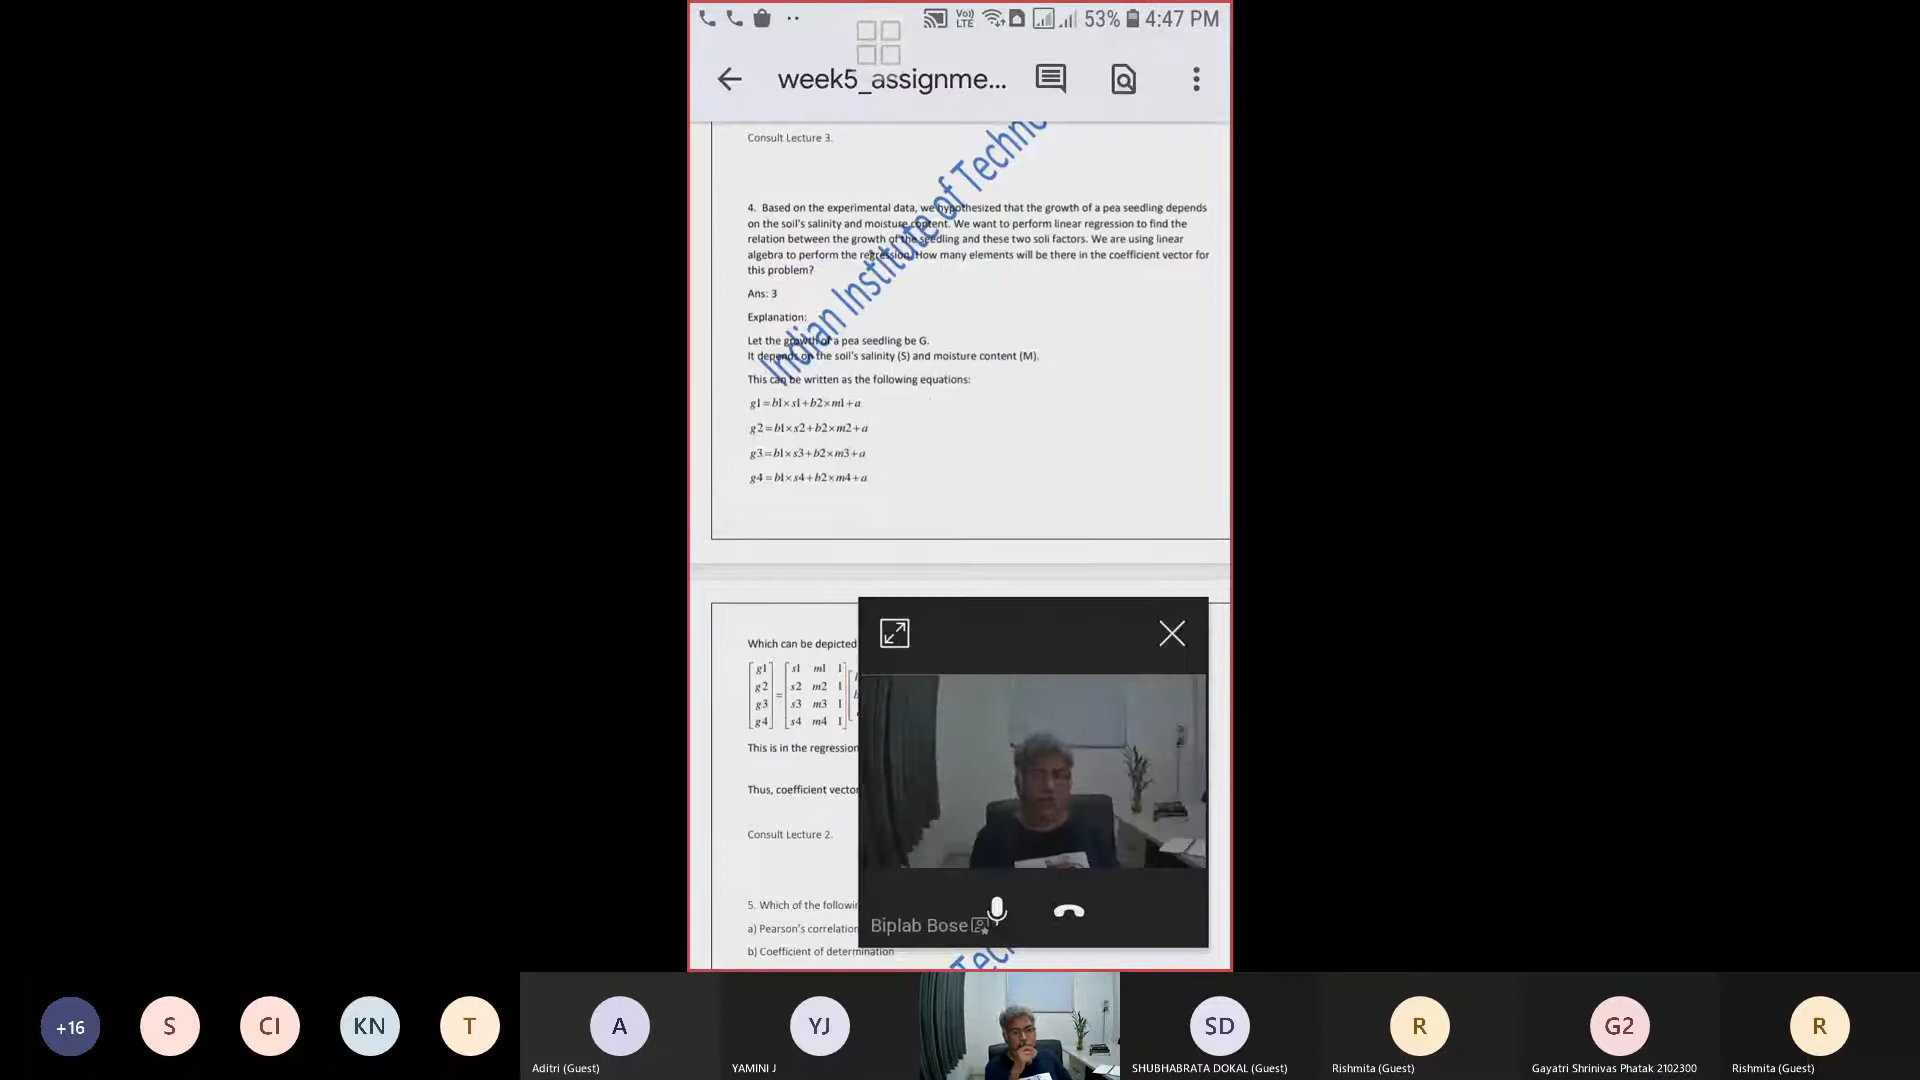 Vo))
LTE
53%
4:47 PM
week5_assignme...
Consult Lecture 3.
Indian Institute of Techno
4. Based on the experimental data, we hypothesized that the growth of a pea seedling depends
on the soil's salinity and moisture content. We want to perform linear regression to find the
relation between the growth of the seedling and these two soli factors. We are using linear
algebra to perform the regression. How many elements will be there in the coefficient vector for
this problem?
Ans: 3
Explanation:
Let the growth of a pea seedling be G.
It depends on the soil's salinity (S) and moisture content (M).
This can be written as the following equations:
g1=b1×s1+b2×m1+a
g2=b1×s2+b2×m2+a
g3=b1×s3+b2×m3+a
g4=b1×s4+b2×m4+a
Which can be depicted
g1 s1 m1 1
g2 = s2 m2 1
g3 s3 m3 1
g4 s4 m4 1
This is in the regression
Thus, coefficient vector
Consult Lecture 2.
5. Which of the followin
a) Pearson's correlation
b) Coefficient of determination
Tec
Biplab Bose
+16
S
CI
KN
T
A
Aditri (Guest)
YJ
YAMINI J
SD
SHUBHABRATA DOKAL (Guest)
R
Rishmita (Guest)
G2
Gayatri Shrinivas Phatak 2102300
R
Rishmita (Guest)